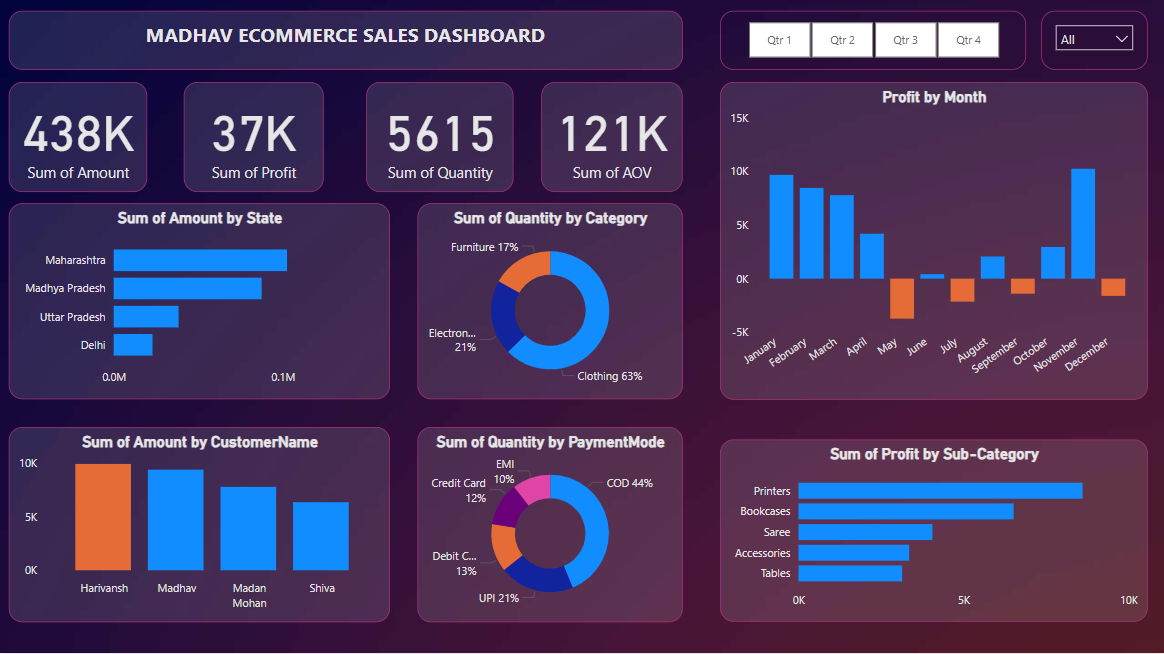 MADHAV ECOMMERCE SALES DASHBOARD
Qtr 1
Qtr 2
Qtr 3
Qtr 4
All
438K
Sum of Amount
37K
Sum of Profit
5615
Sum of Quantity
121K
Sum of AOV
Profit by Month
15K
10K
5K
0K
-5K
January
February
March
April
May
June
July
August
September
October
November
December
Sum of Amount by State
Maharashtra
Madhya Pradesh
Uttar Pradesh
Delhi
0.0M
0.1M
Sum of Quantity by Category
Furniture 17%
Electron...
21%
Clothing 63%
Sum of Amount by CustomerName
10K
5K
0K
Harivansh
Madhav
Madan
Mohan
Shiva
Sum of Quantity by PaymentMode
EMI
10%
Credit Card
12%
COD 44%
Debit C...
13%
UPI 21%
Sum of Profit by Sub-Category
Printers
Bookcases
Saree
Accessories
Tables
0K
5K
10K